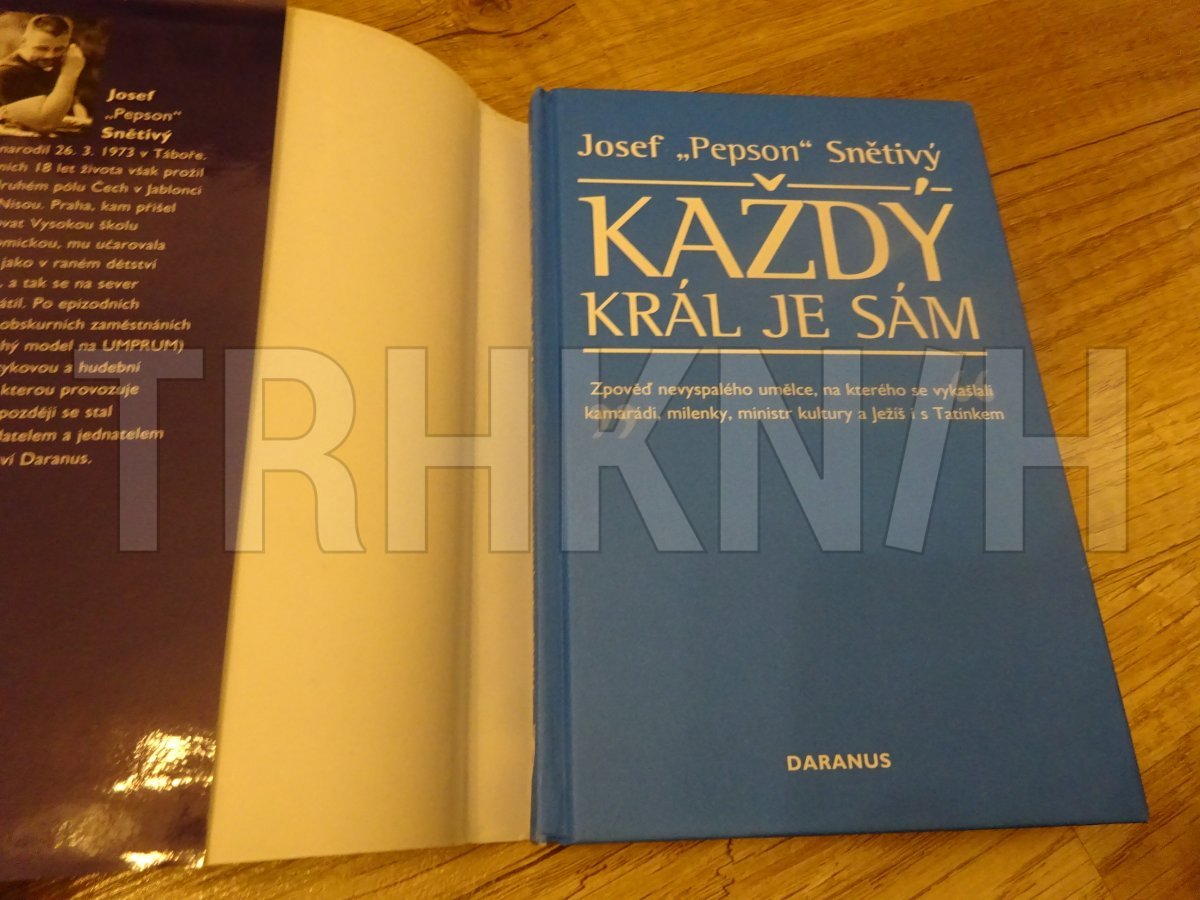 Josef
„Pepson“
Snětivý
narodil 26. 3. 1973 v Táboře.
ních 18 let života však prožil
druhém pólu Čech v Jablonci
Nisou. Praha, kam přišel
ovat Vysokou školu
omickou, mu učarovala
jako v raném dětství
, a tak se na sever
átil. Po epizodních
obskurních zaměstnáních
hý model na UMPRUM)
tykovou a hudební
kterou provozuje
později se stal
datelem a jednatelem
ví Daranus.
Josef „Pepson“ Snětivý
KAŽDÝ
KRÁL JE SÁM
Zpověď nevyspalého umělce, na kterého se vykašlali
kamarádi, milenky, ministr kultury a Ježíš i s Tatínkem
DARANUS
„TRHKNI“